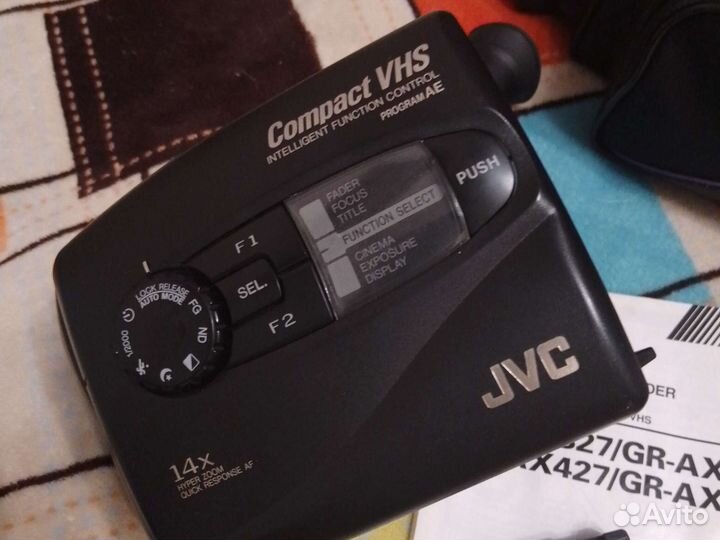 Compact VHS
INTELLIGENT FUNCTION CONTROL
PROGRAM AE
PUSH
FADER
FOCUS
TITLE
FUNCTION SELECT
CINEMA
EXPOSURE
DISPLAY
F1
SEL.
F2
LOCK RELEASE
AUTO MODE
FG
ND
1/2000
JVC
14X
HYPER ZOOM
QUICK RESPONSE AF
DER
VHS
327/GR-AX
AX427/GR-AX
Avito